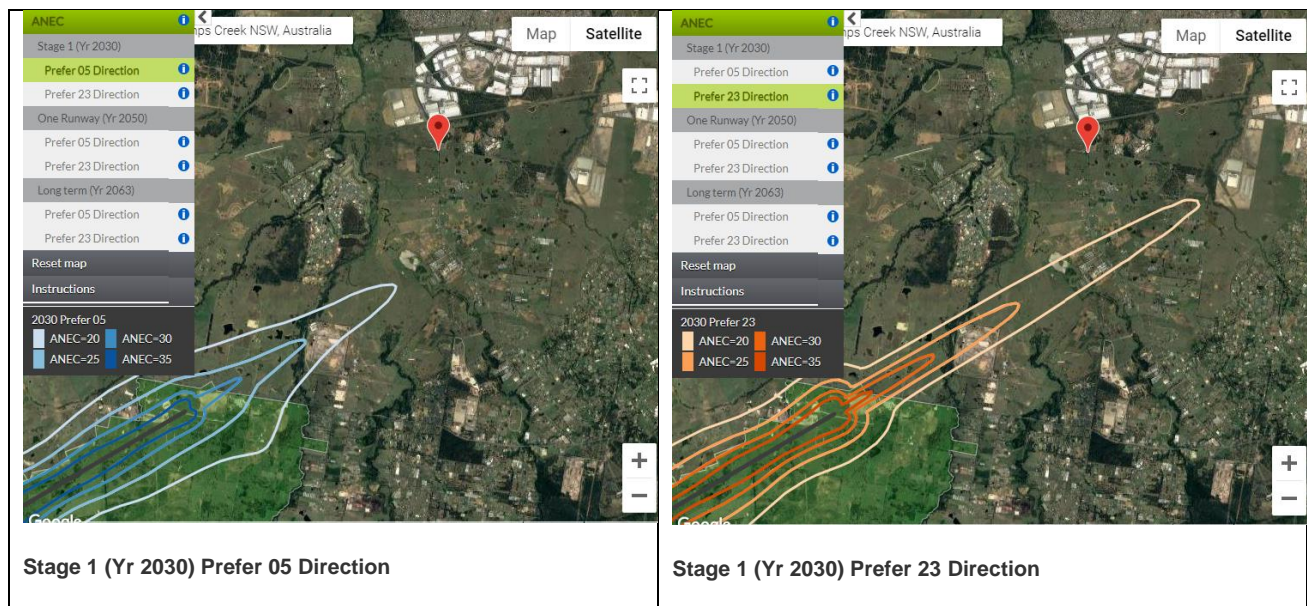 ANEC
Stage 1 (Yr 2030)
Prefer 05 Direction
Prefer 23 Direction
One Runway (Yr 2050)
Prefer 05 Direction
Prefer 23 Direction
Long term (Yr 2063)
Prefer 05 Direction
Prefer 23 Direction
Reset map
Instructions
2030 Prefer 05
ANEC=20 ANEC=30
ANEC=25 ANEC=35
Creek NSW, Australia
Map Satellite
Google
Stage 1 (Yr 2030) Prefer 05 Direction
ANEC
Stage 1 (Yr 2030)
Prefer 05 Direction
Prefer 23 Direction
One Runway (Yr 2050)
Prefer 05 Direction
Prefer 23 Direction
Long term (Yr 2063)
Prefer 05 Direction
Prefer 23 Direction
Reset map
Instructions
2030 Prefer 23
ANEC=20 ANEC=30
ANEC=25 ANEC=35
Creek NSW, Australia
Map Satellite
Google
Stage 1 (Yr 2030) Prefer 23 Direction